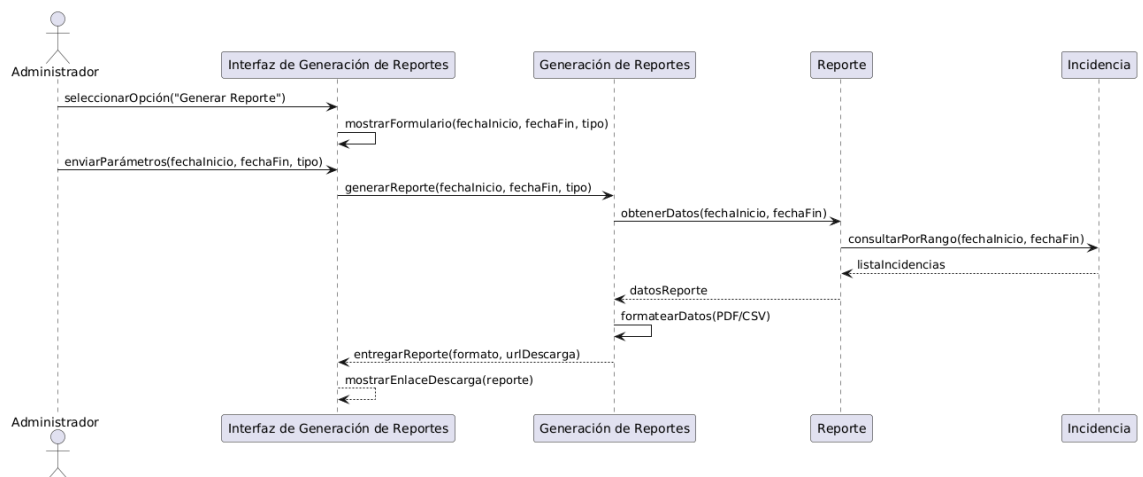 Administrador
Interfaz de Generación de Reportes
Generación de Reportes
Reporte
Incidencia
seleccionarOpción("Generar Reporte")
mostrarFormulario(fechaInicio, fechaFin, tipo)
enviarParámetros(fechaInicio, fechaFin, tipo)
generarReporte(fechaInicio, fechaFin, tipo)
obtenerDatos(fechaInicio, fechaFin)
consultarPorRango(fechaInicio, fechaFin)
listaIncidencias
datosReporte
formatearDatos(PDF/CSV)
entregarReporte(formato, urlDescarga)
mostrarEnlaceDescarga(reporte)
Administrador
Interfaz de Generación de Reportes
Generación de Reportes
Reporte
Incidencia